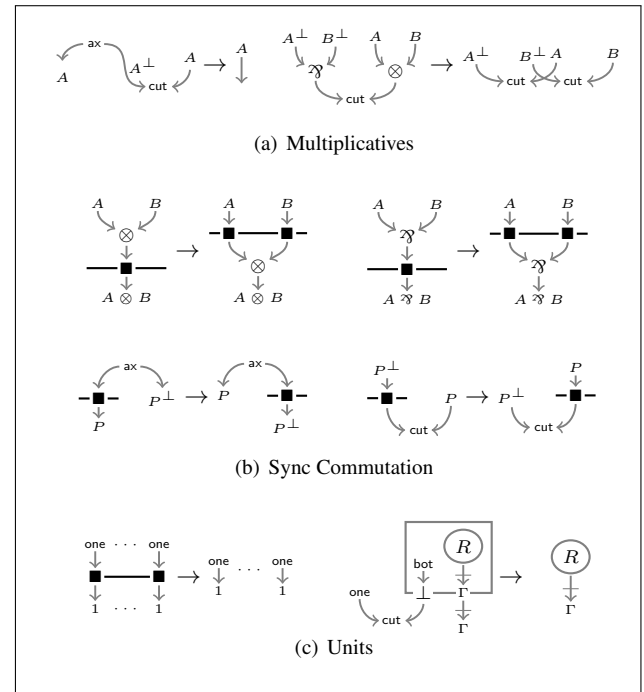 ax
A A⊥ A → A
cut
A⊥ B⊥ A B
⅋ ⊗
cut
→ A⊥ B⊥ A B
cut cut
(a) Multiplicatives
A B → A B
⊗ ⊗
A ⊗ B A ⊗ B
A B → A B
⅋ ⅋
A ⅋ B A ⅋ B
ax → ax
P P⊥ P P⊥
P⊥ P → P⊥ P
cut cut
(b) Sync Commutation
one · · · one → one · · · one
1 · · · 1 1 · · · 1
R → R
bot
one ⊥ Γ Γ
cut Γ
(c) Units